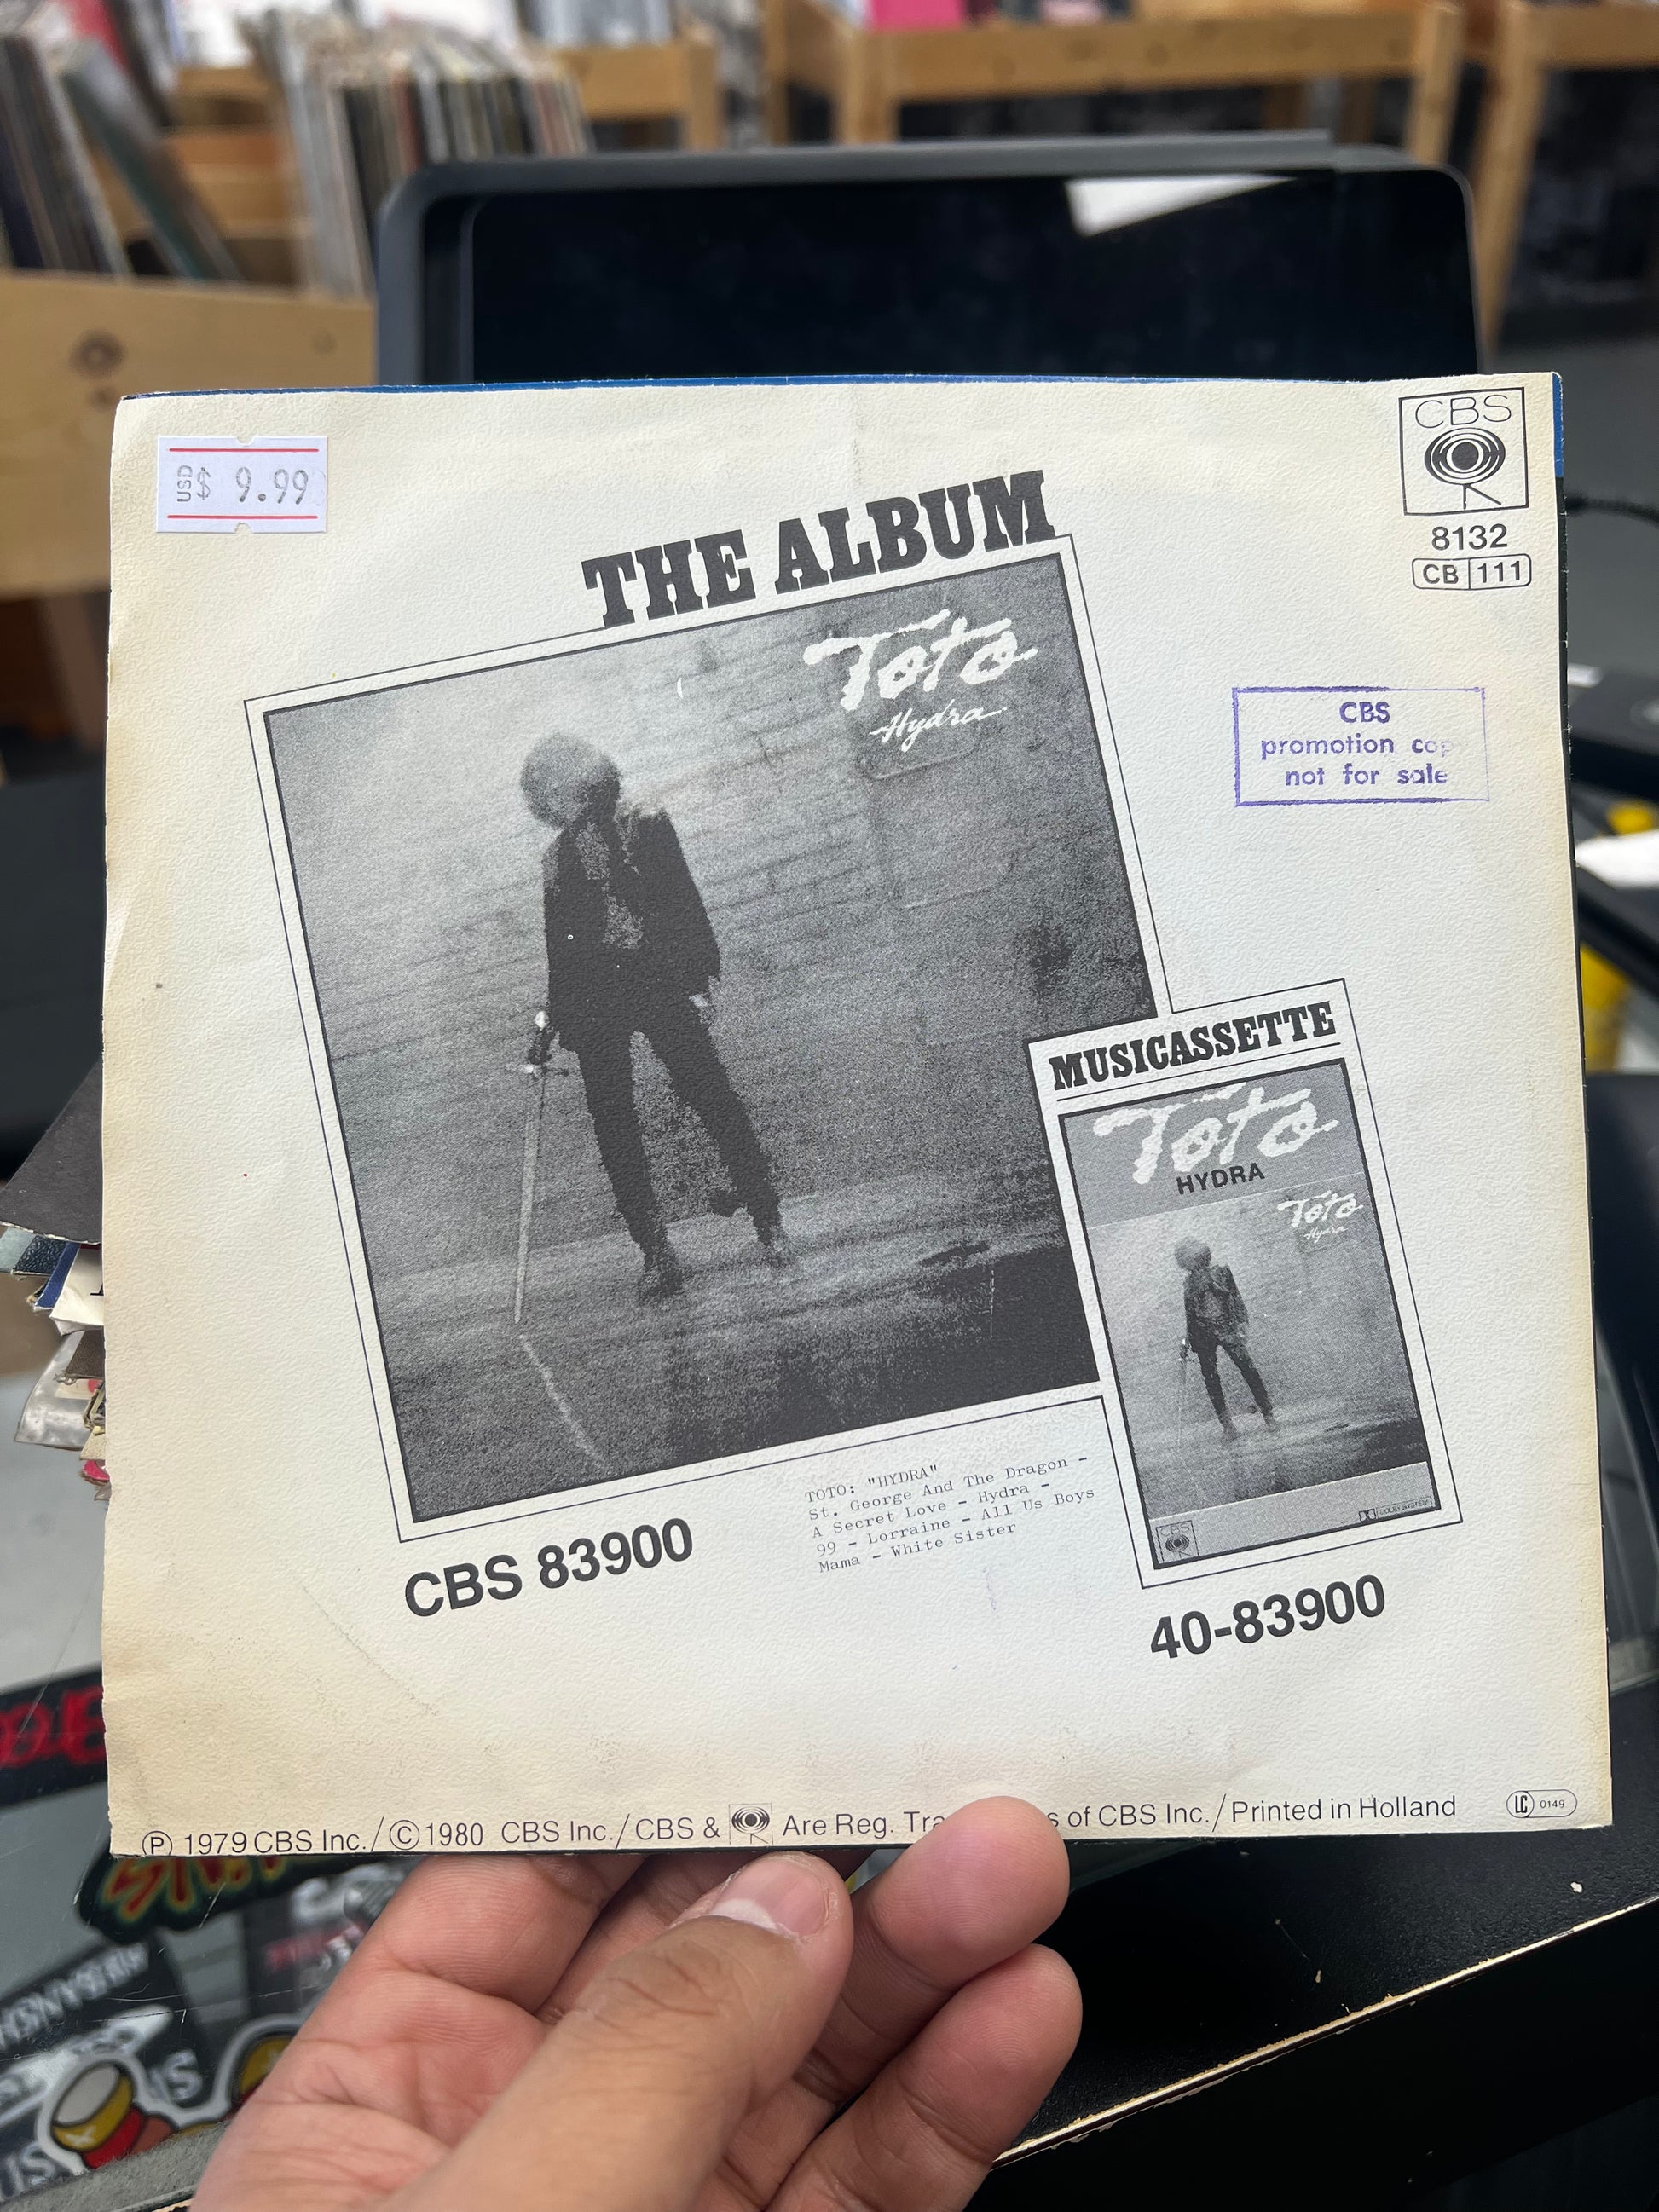 USD $ 9.99
CBS
8132
CB 111
THE ALBUM
Toto
Hydra
CBS
promotion
not for sale
MUSICASSETTE
Toto
HYDRA
Toto
Hydra
CBS
DOLBY SYSTEM
TOTO: "HYDRA"
St. George And The Dragon -
A Secret Love - Hydra -
99 - Lorraine - All Us Boys
Mama - White Sister
CBS 83900
40-83900
Ⓟ 1979 CBS Inc./© 1980 CBS Inc./CBS & Are Reg. of CBS Inc./Printed in Holland
LC 0149